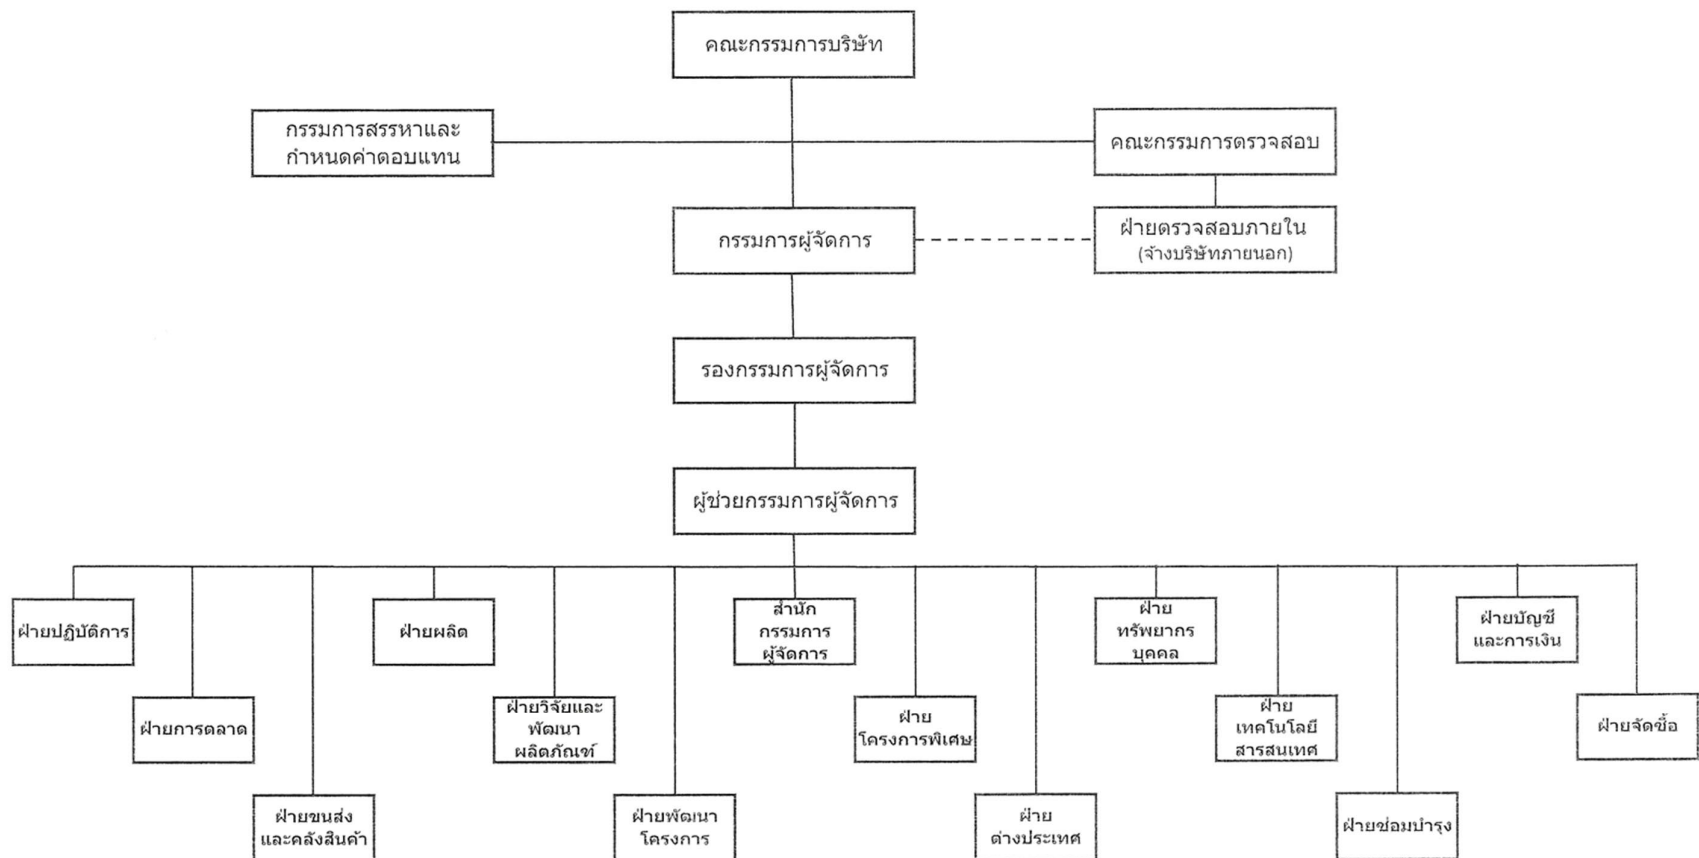 คณะกรรมการบริษัท
กรรมการสรรหาและ
กำหนดค่าตอบแทน
คณะกรรมการตรวจสอบ
กรรมการผู้จัดการ
ฝ่ายตรวจสอบภายใน
(จ้างบริษัทภายนอก)
รองกรรมการผู้จัดการ
ผู้ช่วยกรรมการผู้จัดการ
ฝ่ายปฏิบัติการ
ฝ่ายการตลาด
ฝ่ายขนส่ง
และคลังสินค้า
ฝ่ายผลิต
ฝ่ายวิจัยและ
พัฒนา
ผลิตภัณฑ์
ฝ่ายพัฒนา
โครงการ
สำนัก
กรรมการ
ผู้จัดการ
ฝ่าย
โครงการพิเศษ
ฝ่าย
ต่างประเทศ
ฝ่าย
ทรัพยากร
บุคคล
ฝ่าย
เทคโนโลยี
สารสนเทศ
ฝ่ายซ่อมบำรุง
ฝ่ายบัญชี
และการเงิน
ฝ่ายจัดซื้อ